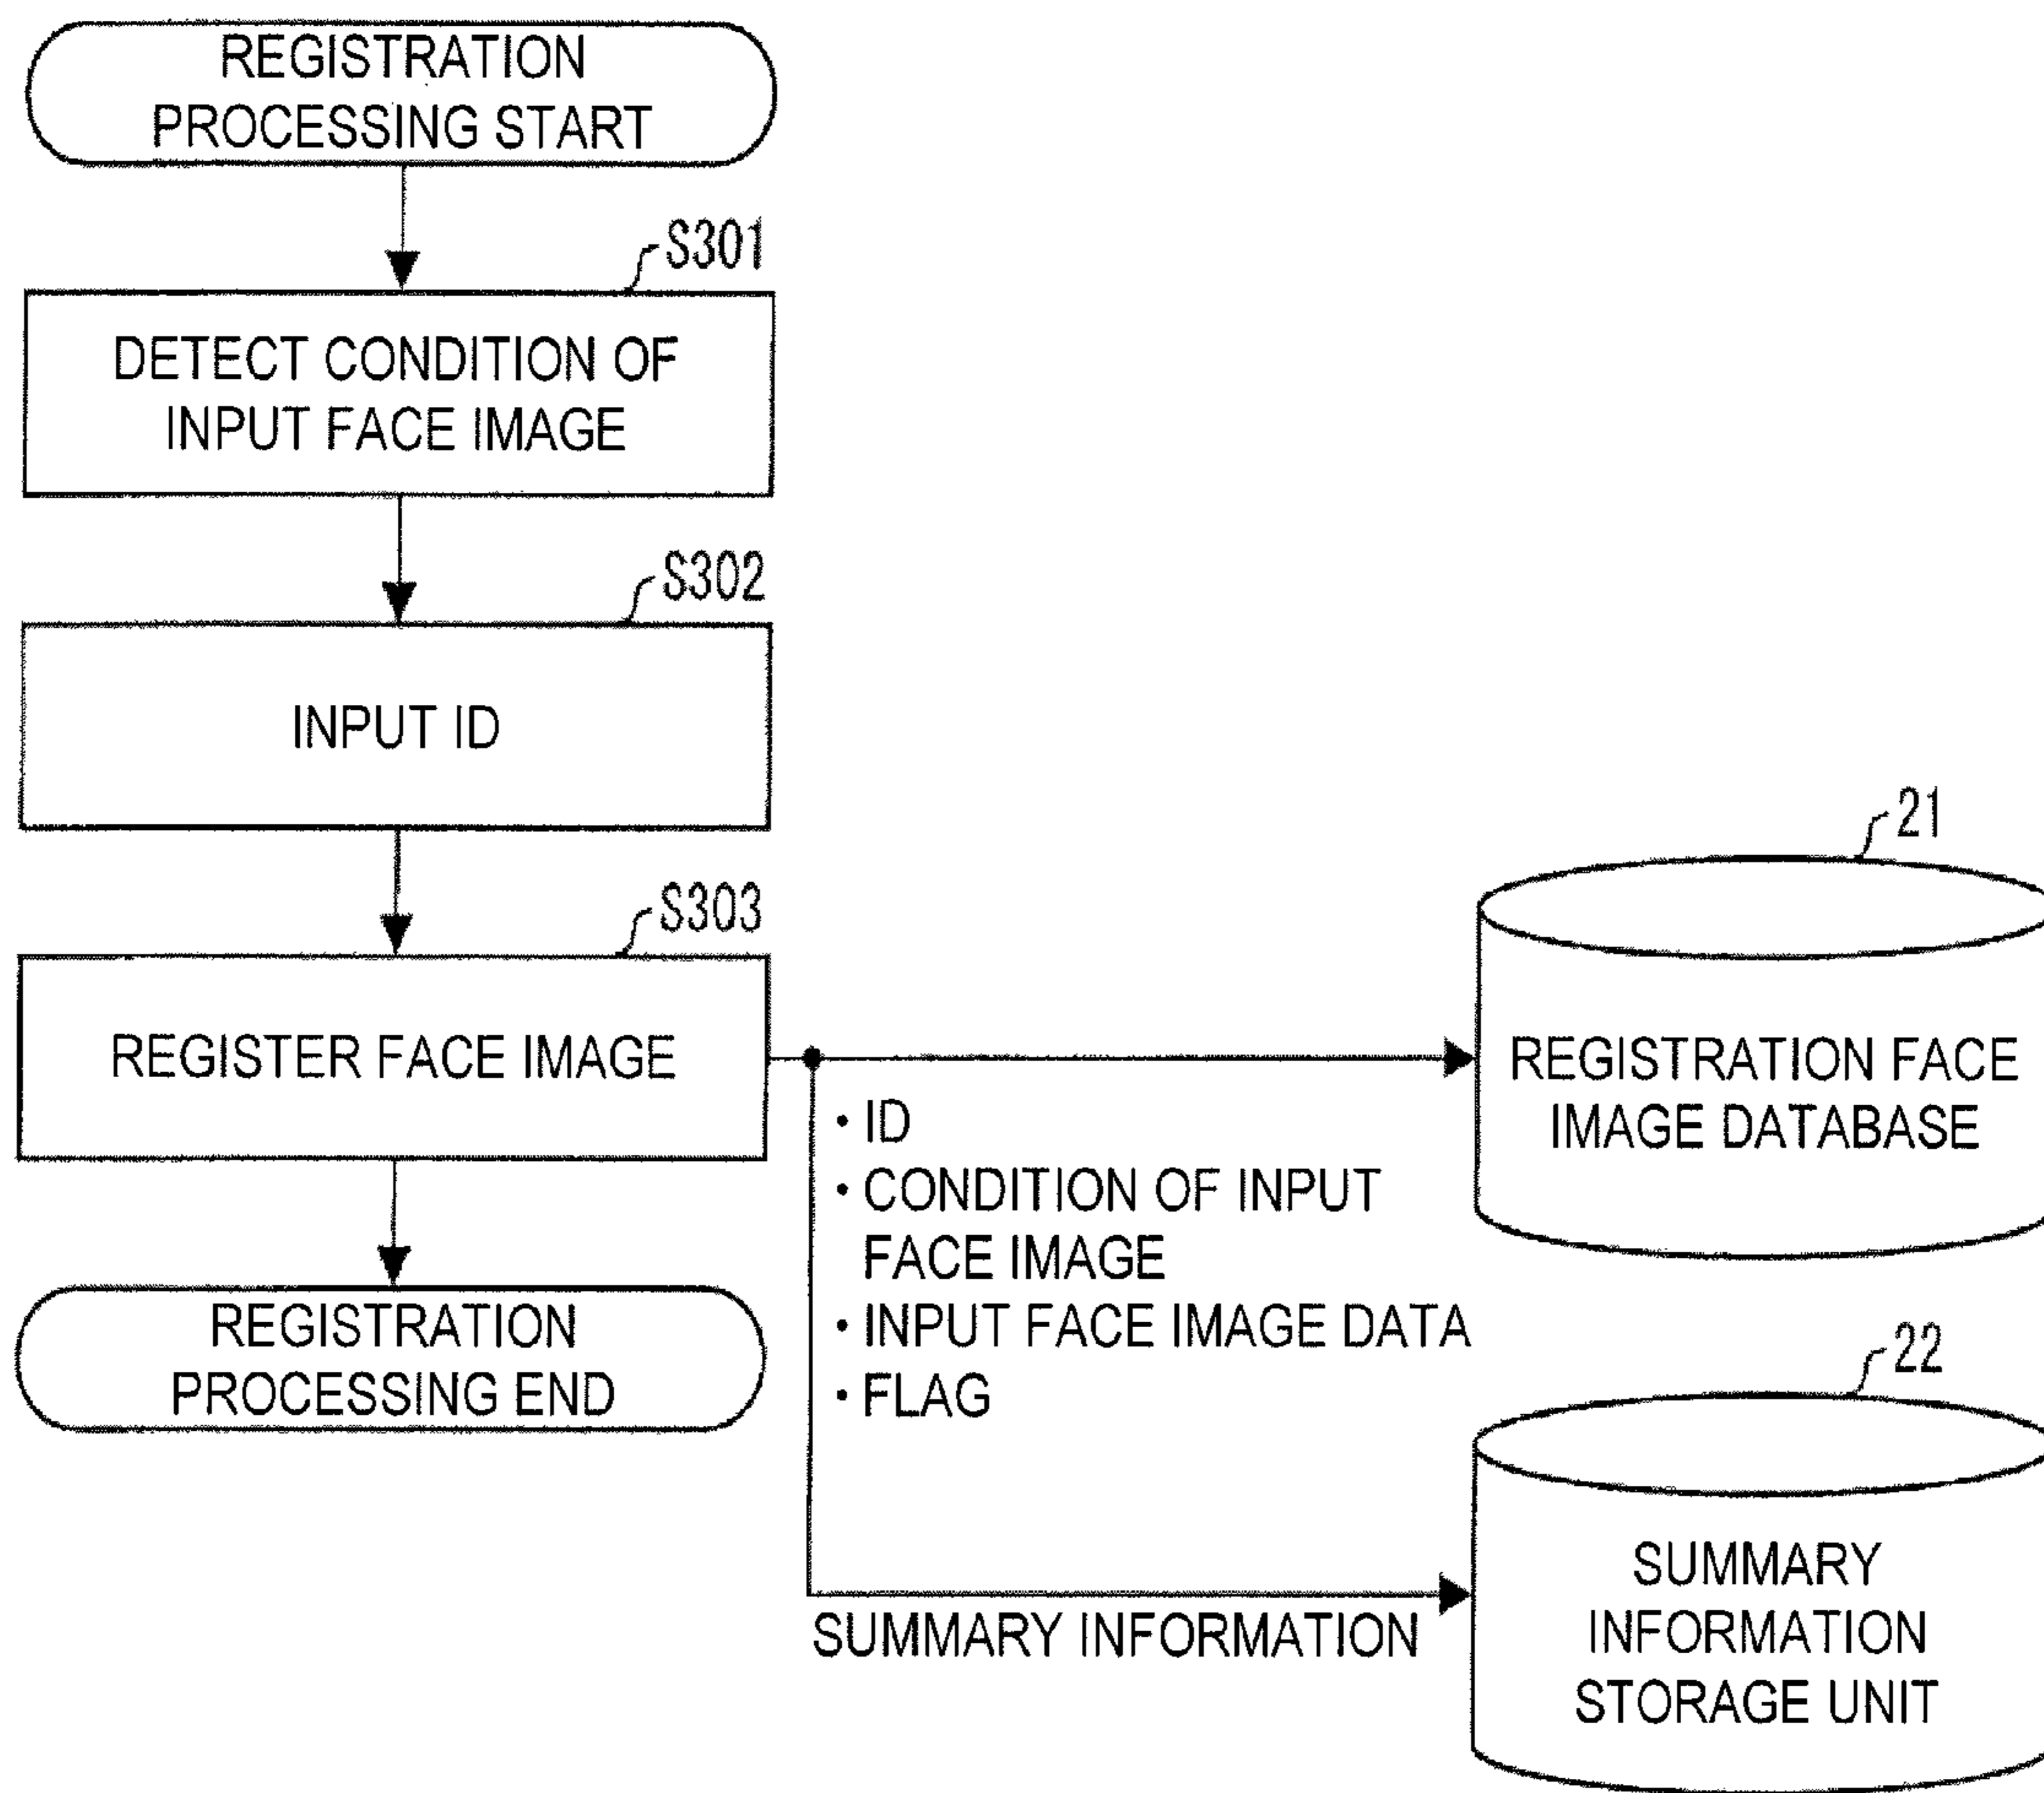 REGISTRATION
PROCESSING START
S301
DETECT CONDITION OF
INPUT FACE IMAGE
S302
INPUT ID
S303
REGISTER FACE IMAGE
REGISTRATION
PROCESSING END
・ID
・CONDITION OF INPUT
FACE IMAGE
・INPUT FACE IMAGE DATA
・FLAG
SUMMARY INFORMATION
21
REGISTRATION FACE
IMAGE DATABASE
22
SUMMARY
INFORMATION
STORAGE UNIT